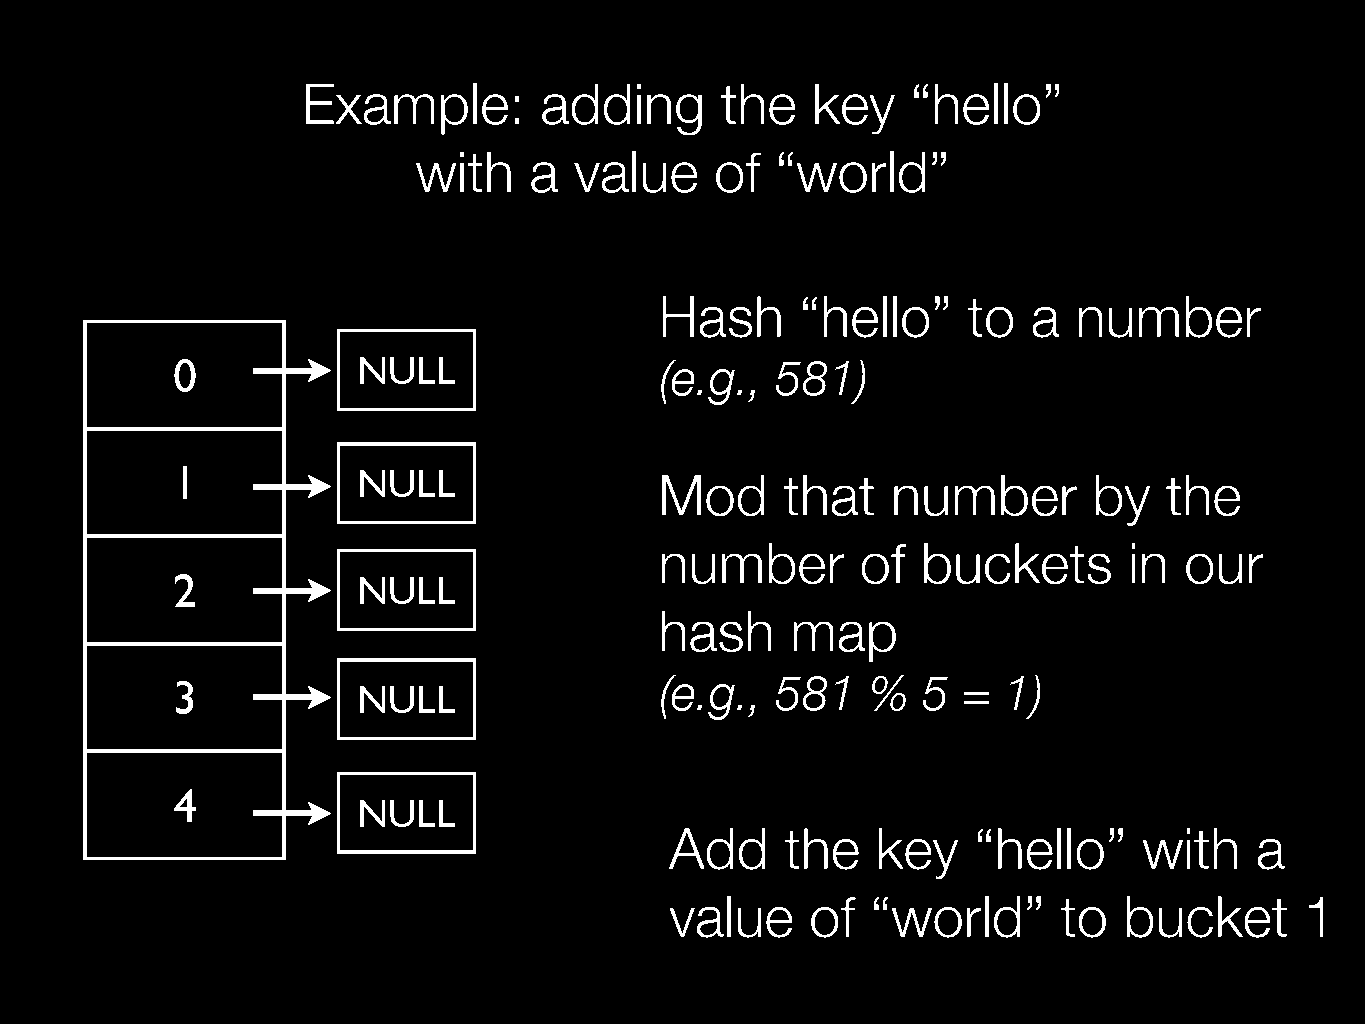 Example: adding the key “hello”
with a value of “world”
0
NULL
1
NULL
2
NULL
3
NULL
4
NULL
Hash “hello” to a number
(e.g., 581)
Mod that number by the
number of buckets in our
hash map
(e.g., 581 % 5 = 1)
Add the key “hello” with a
value of “world” to bucket 1